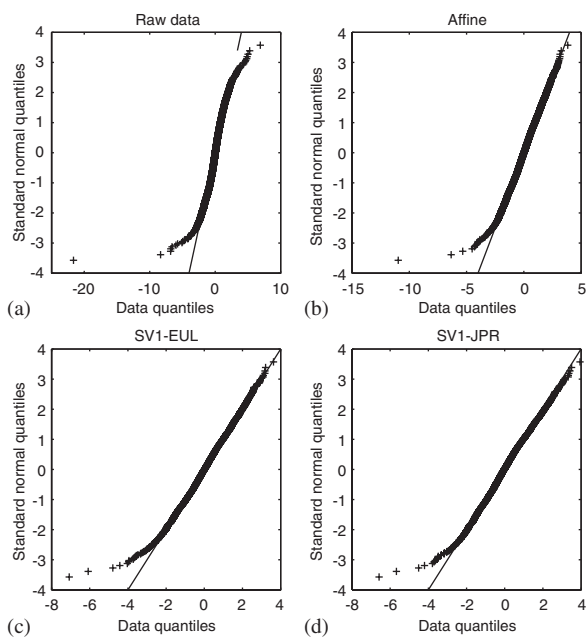 Raw data
4
3
2
1
0
-1
-2
-3
-4
Standard normal quantiles
-20 -10 0 10
Data quantiles
(a)
Affine
4
3
2
1
0
-1
-2
-3
-4
Standard normal quantiles
-15 -10 -5 0 5
Data quantiles
(b)
SV1-EUL
4
3
2
1
0
-1
-2
-3
-4
Standard normal quantiles
-8 -6 -4 -2 0 2 4
Data quantiles
(c)
SV1-JPR
4
3
2
1
0
-1
-2
-3
-4
Standard normal quantiles
-8 -6 -4 -2 0 2 4
Data quantiles
(d)